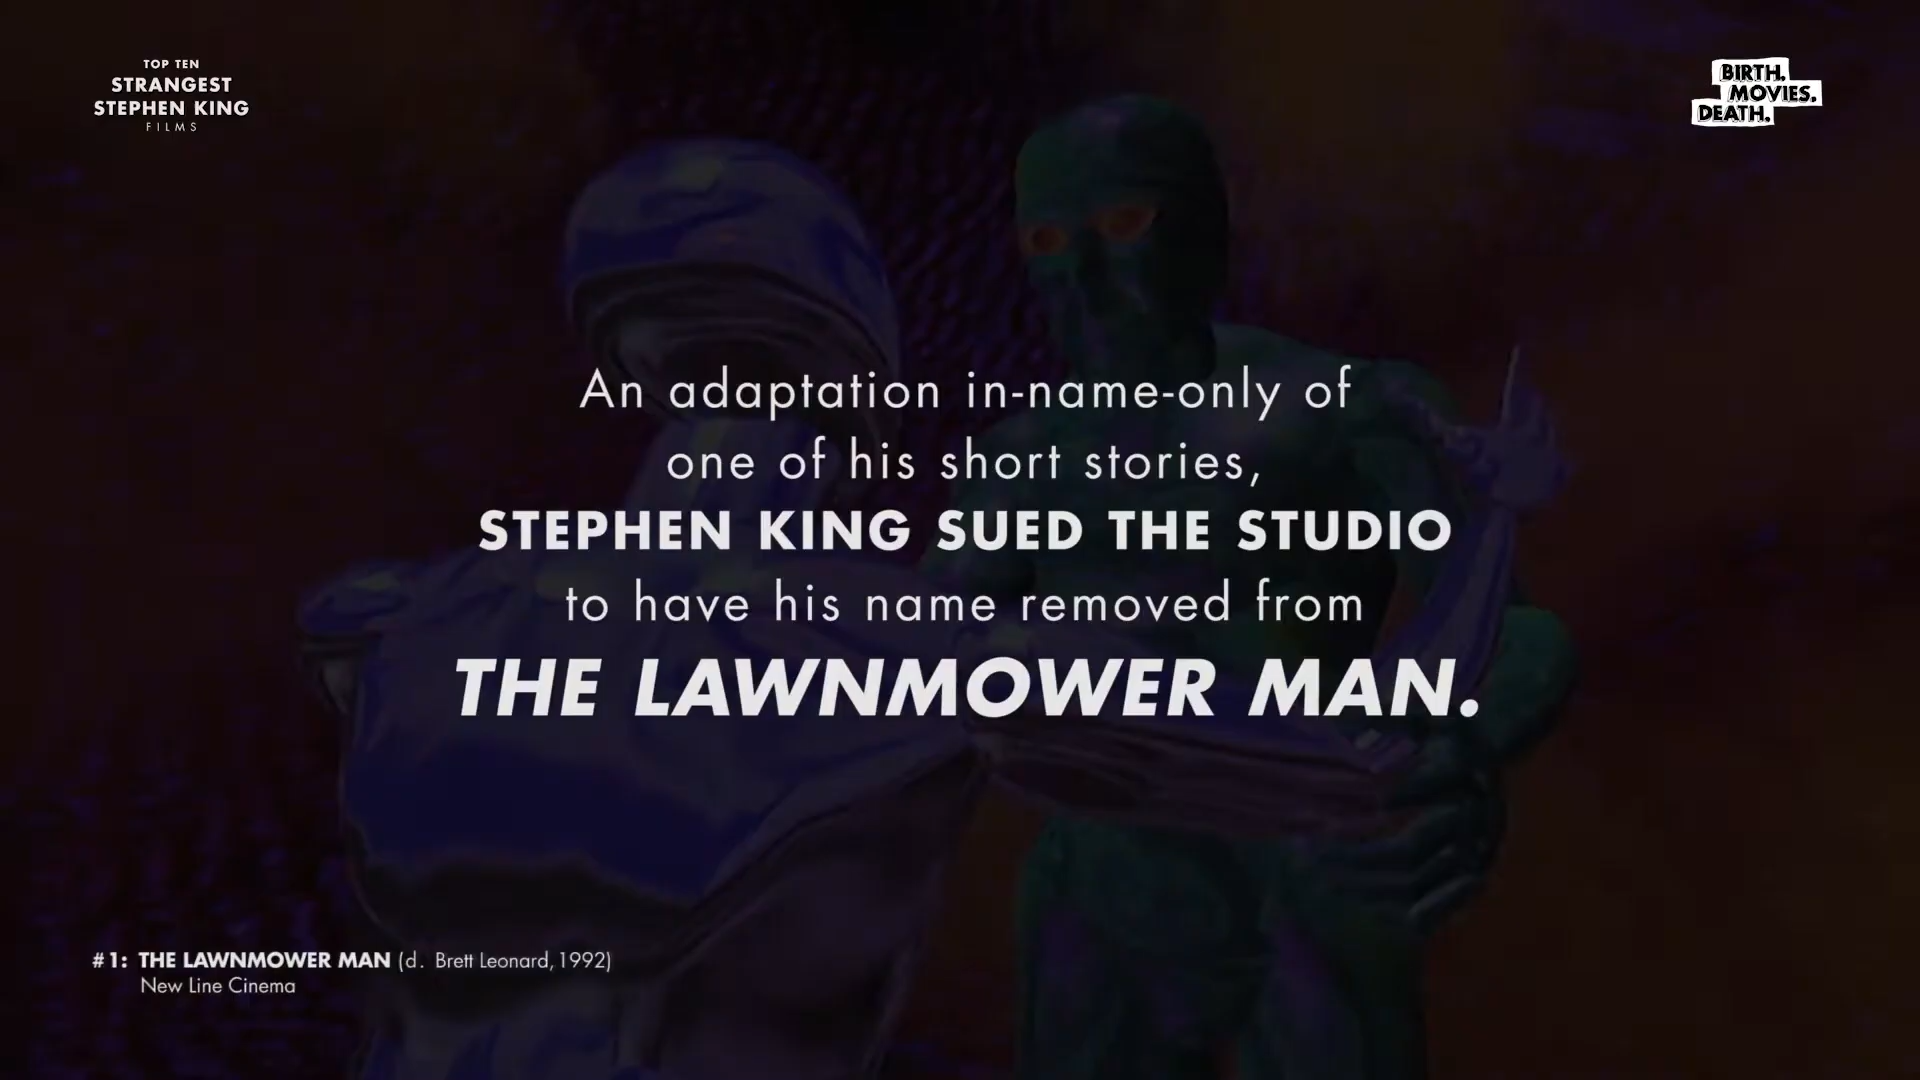 TOP TEN
STRANGEST
STEPHEN KING
FILMS
BIRTH.
MOVIES.
DEATH.
An adaptation in-name-only of
one of his short stories,
STEPHEN KING SUED THE STUDIO
to have his name removed from
THE LAWNMOWER MAN.
#1: THE LAWNMOWER MAN (d. Brett Leonard, 1992)
New Line Cinema